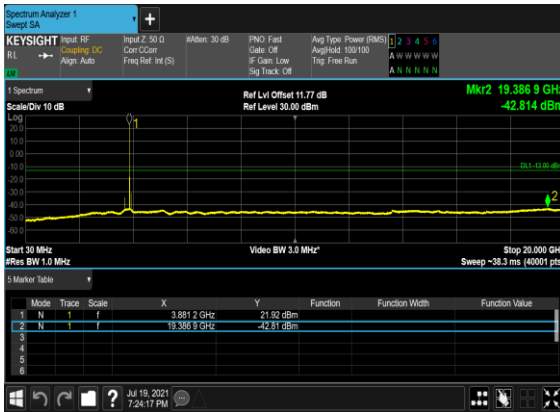 Spectrum Analyzer 1
Swept SA
+
KEYSIGHT
RL
Input: RF
Coupling: DC
Align: Auto
Input Z: 50 Ω
Corr CCorr
Freq Ref: Int (S)
#Atten: 30 dB
PNO: Fast
Gate: Off
IF Gain: Low
Sig Track: Off
Avg Type: Power (RMS)
Avg|Hold: 100/100
Trig: Free Run
1 2 3 4 5 6
A W W W W W
A N N N N N
1 Spectrum
Scale/Div 10 dB
Ref Lvl Offset 11.77 dB
Ref Level 30.00 dBm
Mkr2 19.386 9 GHz
-42.814 dBm
Log
20.0
10.0
0.00
-10.0
-20.0
-30.0
-40.0
-50.0
-60.0
1
DL1 -13.00 dBm
2
Start 30 MHz
#Res BW 1.0 MHz
Video BW 3.0 MHz*
Stop 20.000 GHz
Sweep ~38.3 ms (40001 pts)
5 Marker Table
Mode Trace Scale X Y Function Function Width Function Value
1 N 1 f 3.881 2 GHz 21.92 dBm
2 N 1 f 19.386 9 GHz -42.81 dBm
3
4
5
6
?
Jul 19, 2021
7:24:17 PM